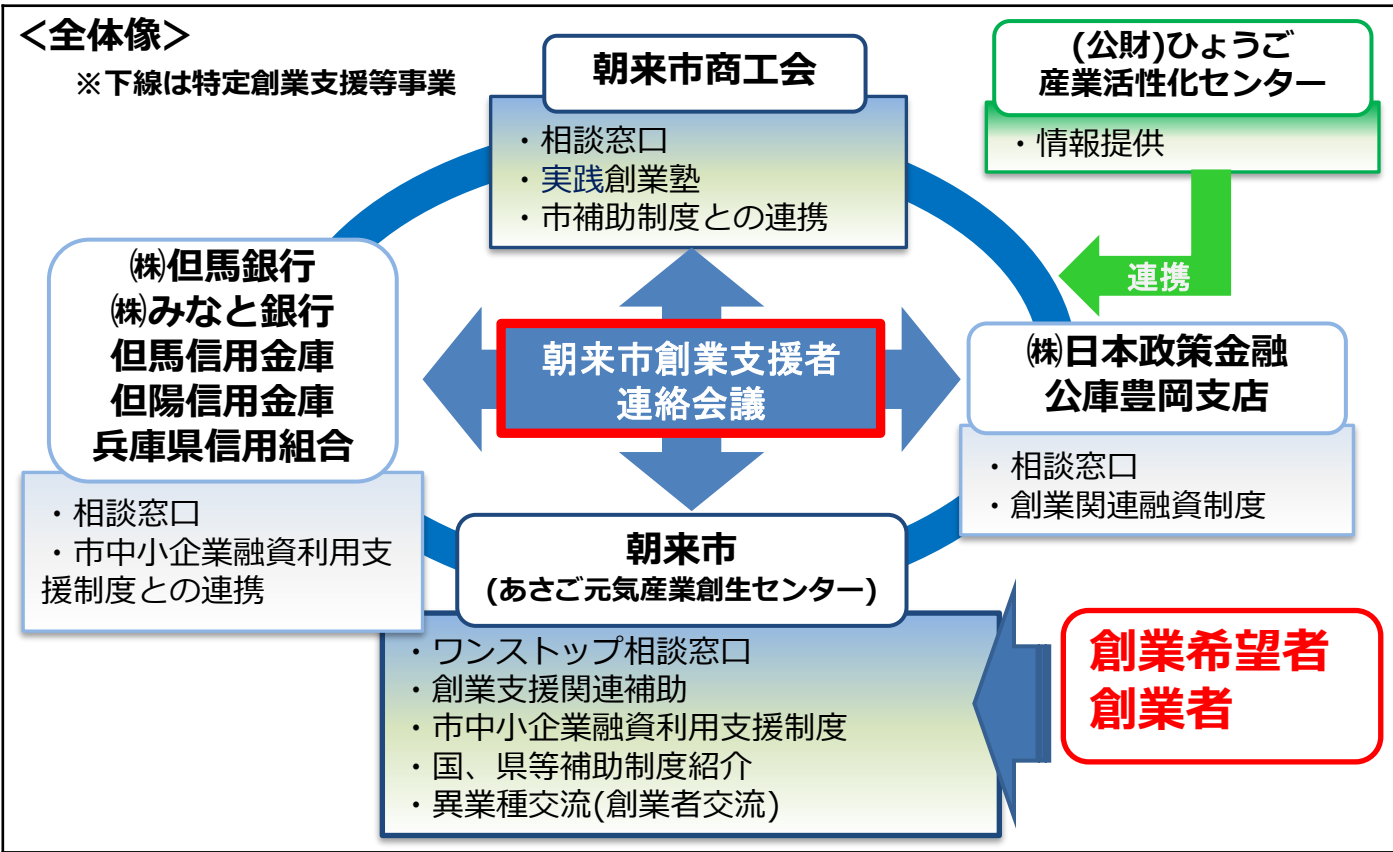 ＜全体像＞
※下線は特定創業支援等事業
朝来市商工会
・相談窓口
・実践創業塾
・市補助制度との連携
(公財)ひょうご
産業活性化センター
・情報提供
連携
㈱但馬銀行
㈱みなと銀行
但馬信用金庫
但陽信用金庫
兵庫県信用組合
・相談窓口
・市中小企業融資利用支
援制度との連携
朝来市創業支援者
連絡会議
㈱日本政策金融
公庫豊岡支店
・相談窓口
・創業関連融資制度
朝来市
(あさご元気産業創生センター)
・ワンストップ相談窓口
・創業支援関連補助
・市中小企業融資利用支援制度
・国、県等補助制度紹介
・異業種交流(創業者交流)
創業希望者
創業者